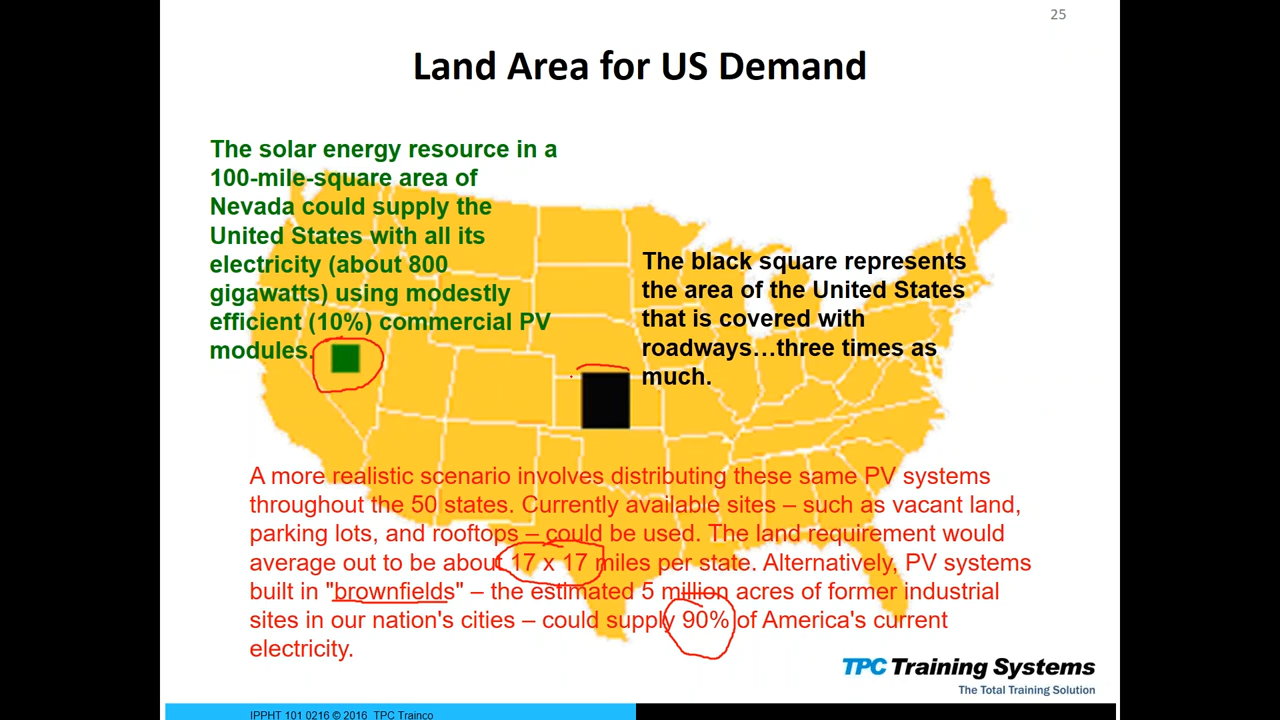 25
Land Area for US Demand
The solar energy resource in a
100-mile-square area of
Nevada could supply the
United States with all its
electricity (about 800
gigawatts) using modestly
efficient (10%) commercial PV
modules.
The black square represents
the area of the United States
that is covered with
roadways…three times as
much.
A more realistic scenario involves distributing these same PV systems
throughout the 50 states. Currently available sites – such as vacant land,
parking lots, and rooftops – could be used. The land requirement would
average out to be about 17 x 17 miles per state. Alternatively, PV systems
built in "brownfields" – the estimated 5 million acres of former industrial
sites in our nation's cities – could supply 90% of America's current
electricity.
TPC Training Systems
The Total Training Solution
IPPHT 101 0216 © 2016 TPC Trainco